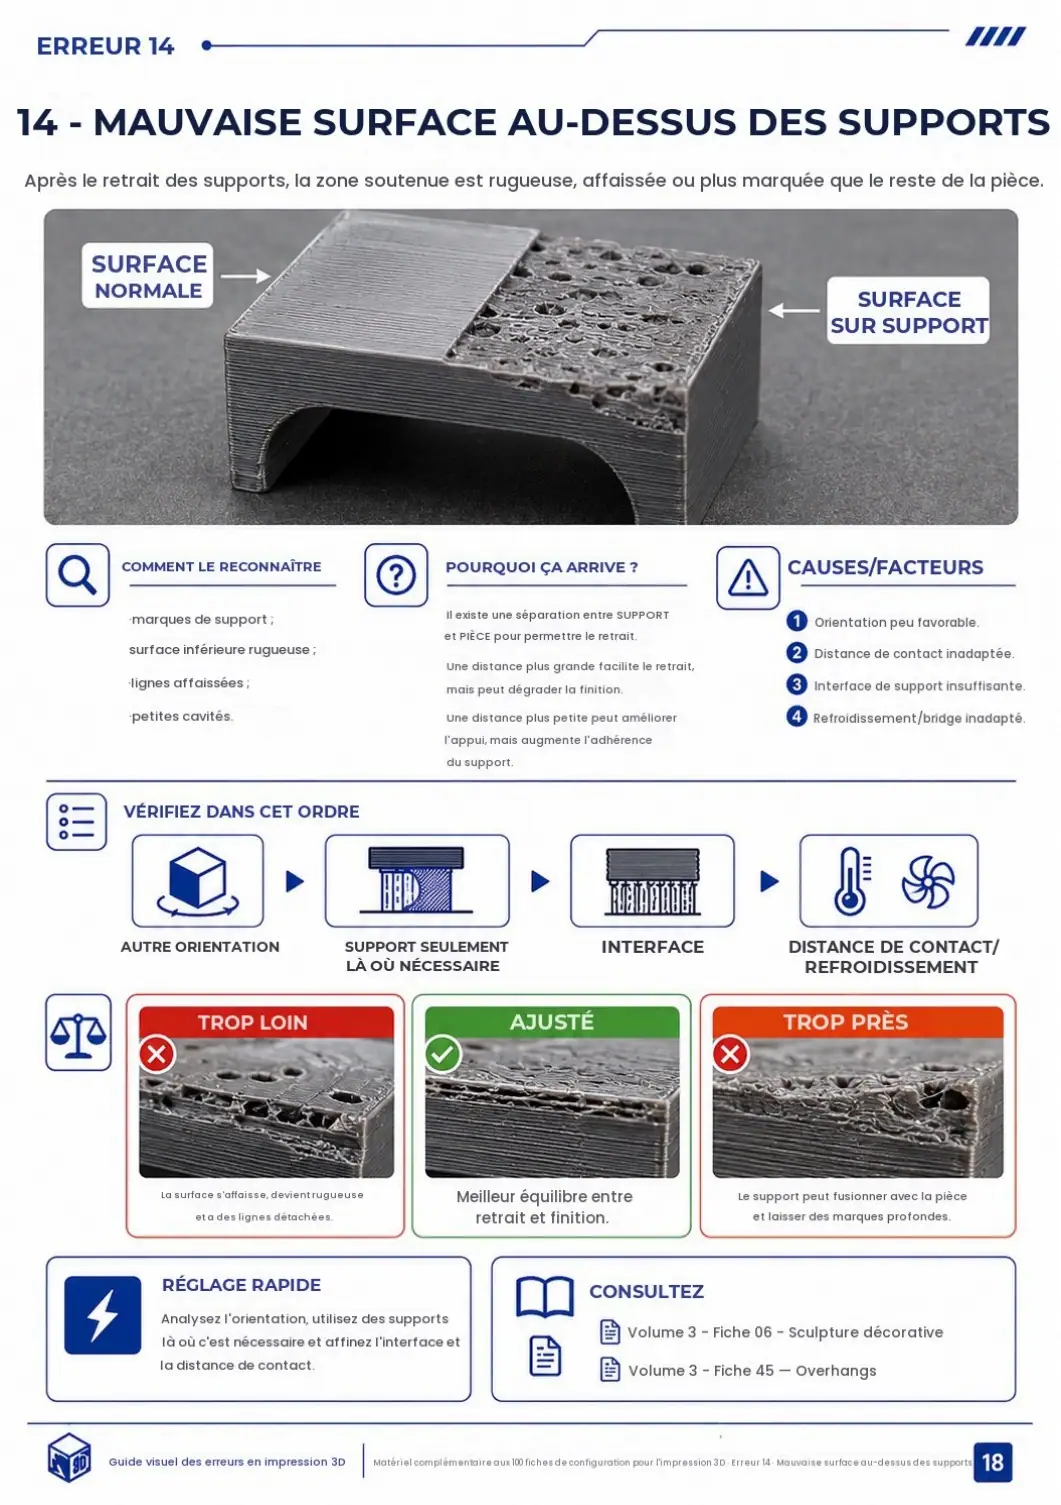 ERREUR 14
14 - MAUVAISE SURFACE AU-DESSUS DES SUPPORTS
Après le retrait des supports, la zone soutenue est rugueuse, affaissée ou plus marquée que le reste de la pièce.
SURFACE
NORMALE
SURFACE
SUR SUPPORT
COMMENT LE RECONNAÎTRE
·marques de support ;
surface inférieure rugueuse ;
·lignes affaissées ;
·petites cavités.
POURQUOI ÇA ARRIVE ?
Il existe une séparation entre SUPPORT
et PIÈCE pour permettre le retrait.
Une distance plus grande facilite le retrait,
mais peut dégrader la finition.
Une distance plus petite peut améliorer
l'appui, mais augmente l'adhérence
du support.
CAUSES/FACTEURS
1 Orientation peu favorable.
2 Distance de contact inadaptée.
3 Interface de support insuffisante.
4 Refroidissement/bridge inadapté.
VÉRIFIEZ DANS CET ORDRE
AUTRE ORIENTATION
SUPPORT SEULEMENT
LÀ OÙ NÉCESSAIRE
INTERFACE
DISTANCE DE CONTACT/
REFROIDISSEMENT
TROP LOIN
La surface s'affaisse, devient rugueuse
et a des lignes détachées.
AJUSTÉ
Meilleur équilibre entre
retrait et finition.
TROP PRÈS
Le support peut fusionner avec la pièce
et laisser des marques profondes.
RÉGLAGE RAPIDE
Analysez l'orientation, utilisez des supports
là où c'est nécessaire et affinez l'interface et
la distance de contact.
CONSULTEZ
Volume 3 - Fiche 06 - Sculpture décorative
Volume 3 - Fiche 45 — Overhangs
3D
Guide visuel des erreurs en impression 3D
Matériel complémentaire aux 100 fiches de configuration pour l'impression 3D · Erreur 14 · Mauvaise surface au-dessus des supports
18